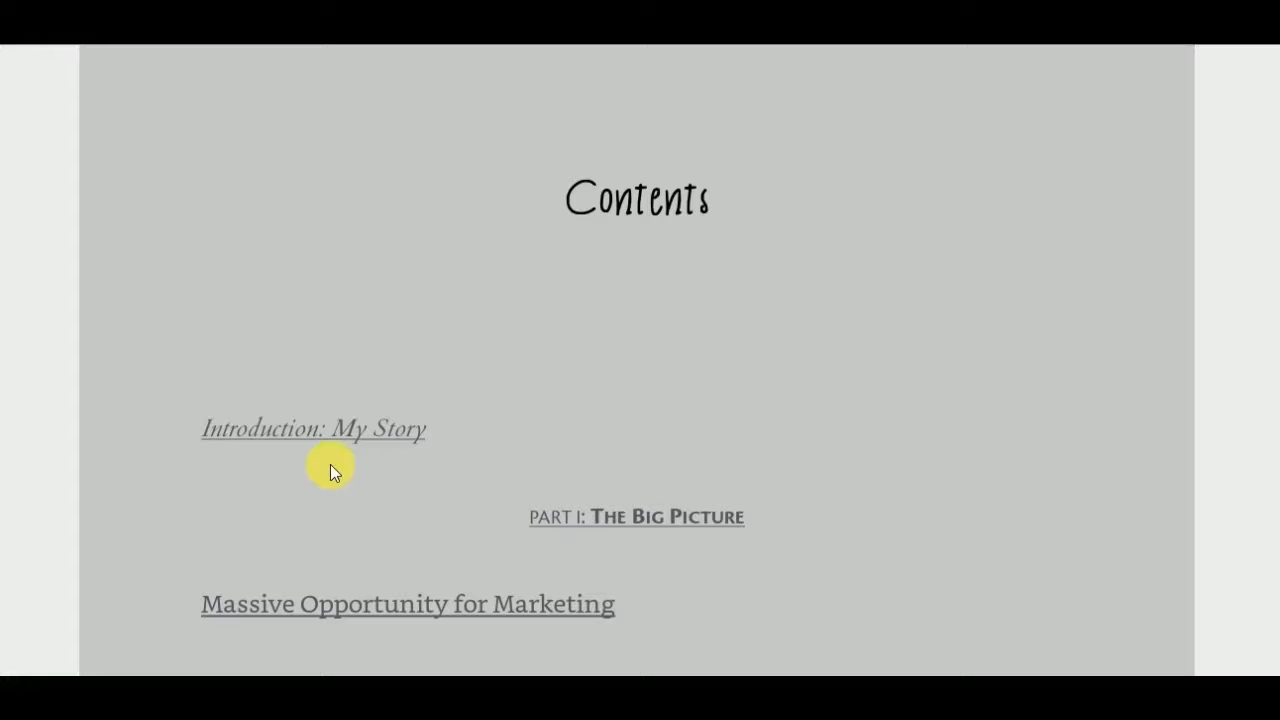 Contents
Introduction: My Story
PART I: THE BIG PICTURE
Massive Opportunity for Marketing